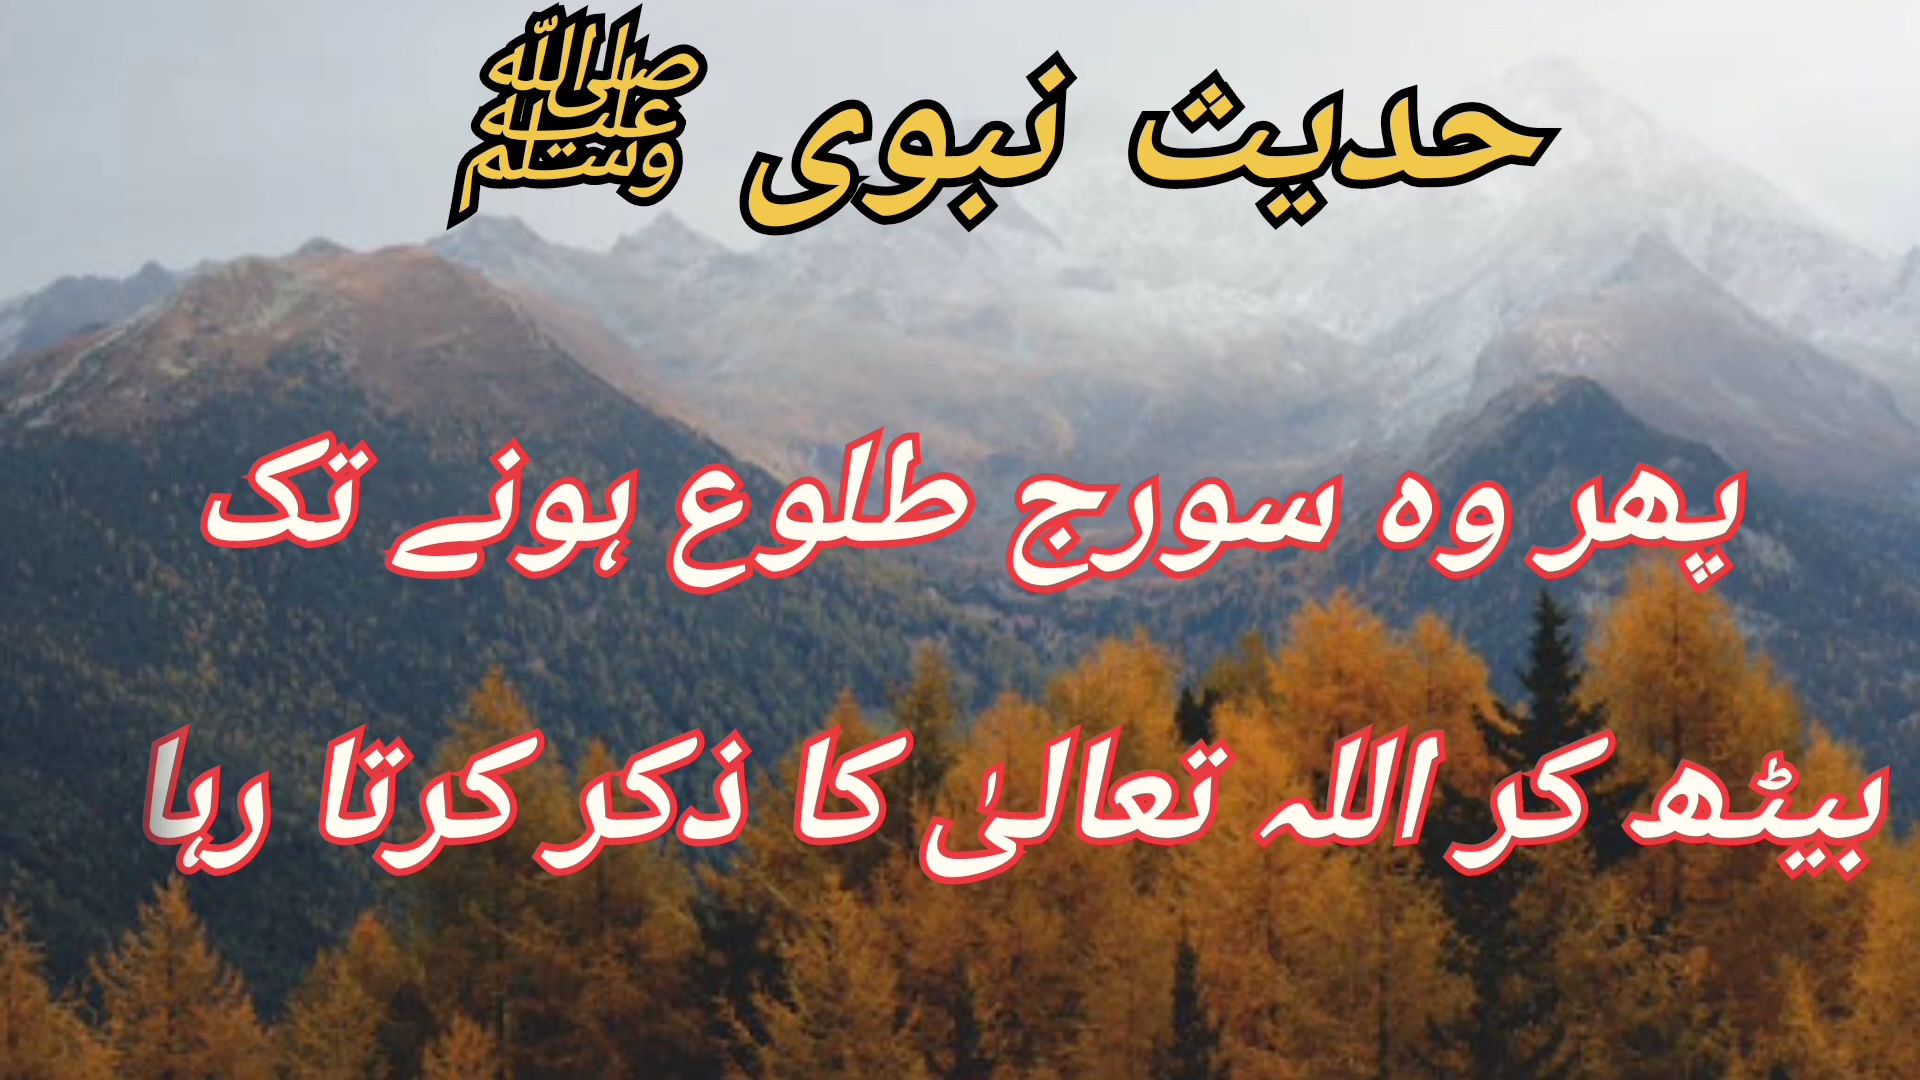 حدیث نبوی ﷺ
پھر وہ سورج طلوع ہونے تک
بیٹھ کر اللہ تعالیٰ کا ذکر کرتا رہا